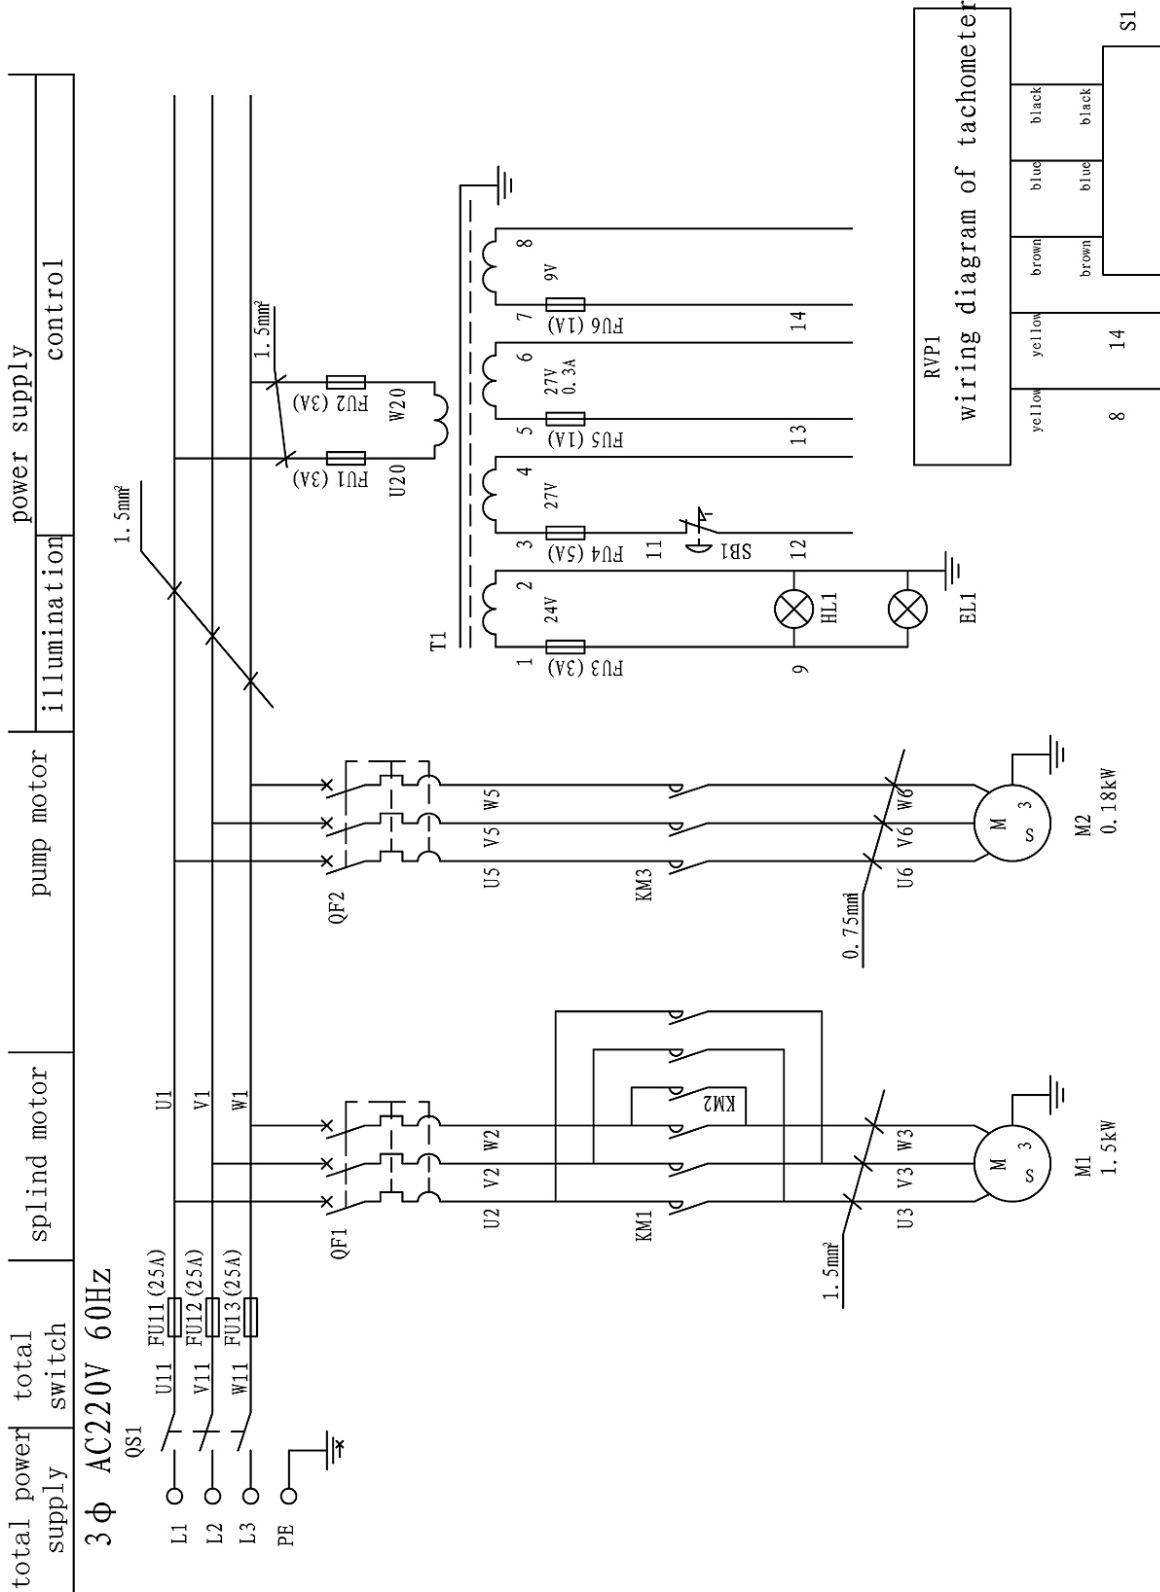 total power supply
total switch
splind motor
pump motor
power supply
illumination
control
3ϕ AC220V 60Hz
QS1
L1
L2
L3
PE
U11
V11
W11
FU11(25A)
FU12(25A)
FU13(25A)
U1
V1
W1
QF1
U2
V2
W2
KM1
KM2
1.5mm²
U3
V3
W3
M
3
S
M1
1.5kW
QF2
U5
V5
W5
KM3
0.75mm²
U6
V6
W6
M
3
S
M2
0.18kW
1.5mm²
1.5mm²
FU1(3A)
FU2(3A)
U20
W20
T1
1
2
24V
FU3(3A)
9
HL1
EL1
3
4
27V
FU4(5A)
11
SB1
12
5
6
27V
0.3A
FU5(1A)
13
7
8
9V
FU6(1A)
14
RVP1
wiring diagram of tachometer
yellow
yellow
brown
blue
black
8
14
brown
blue
black
S1